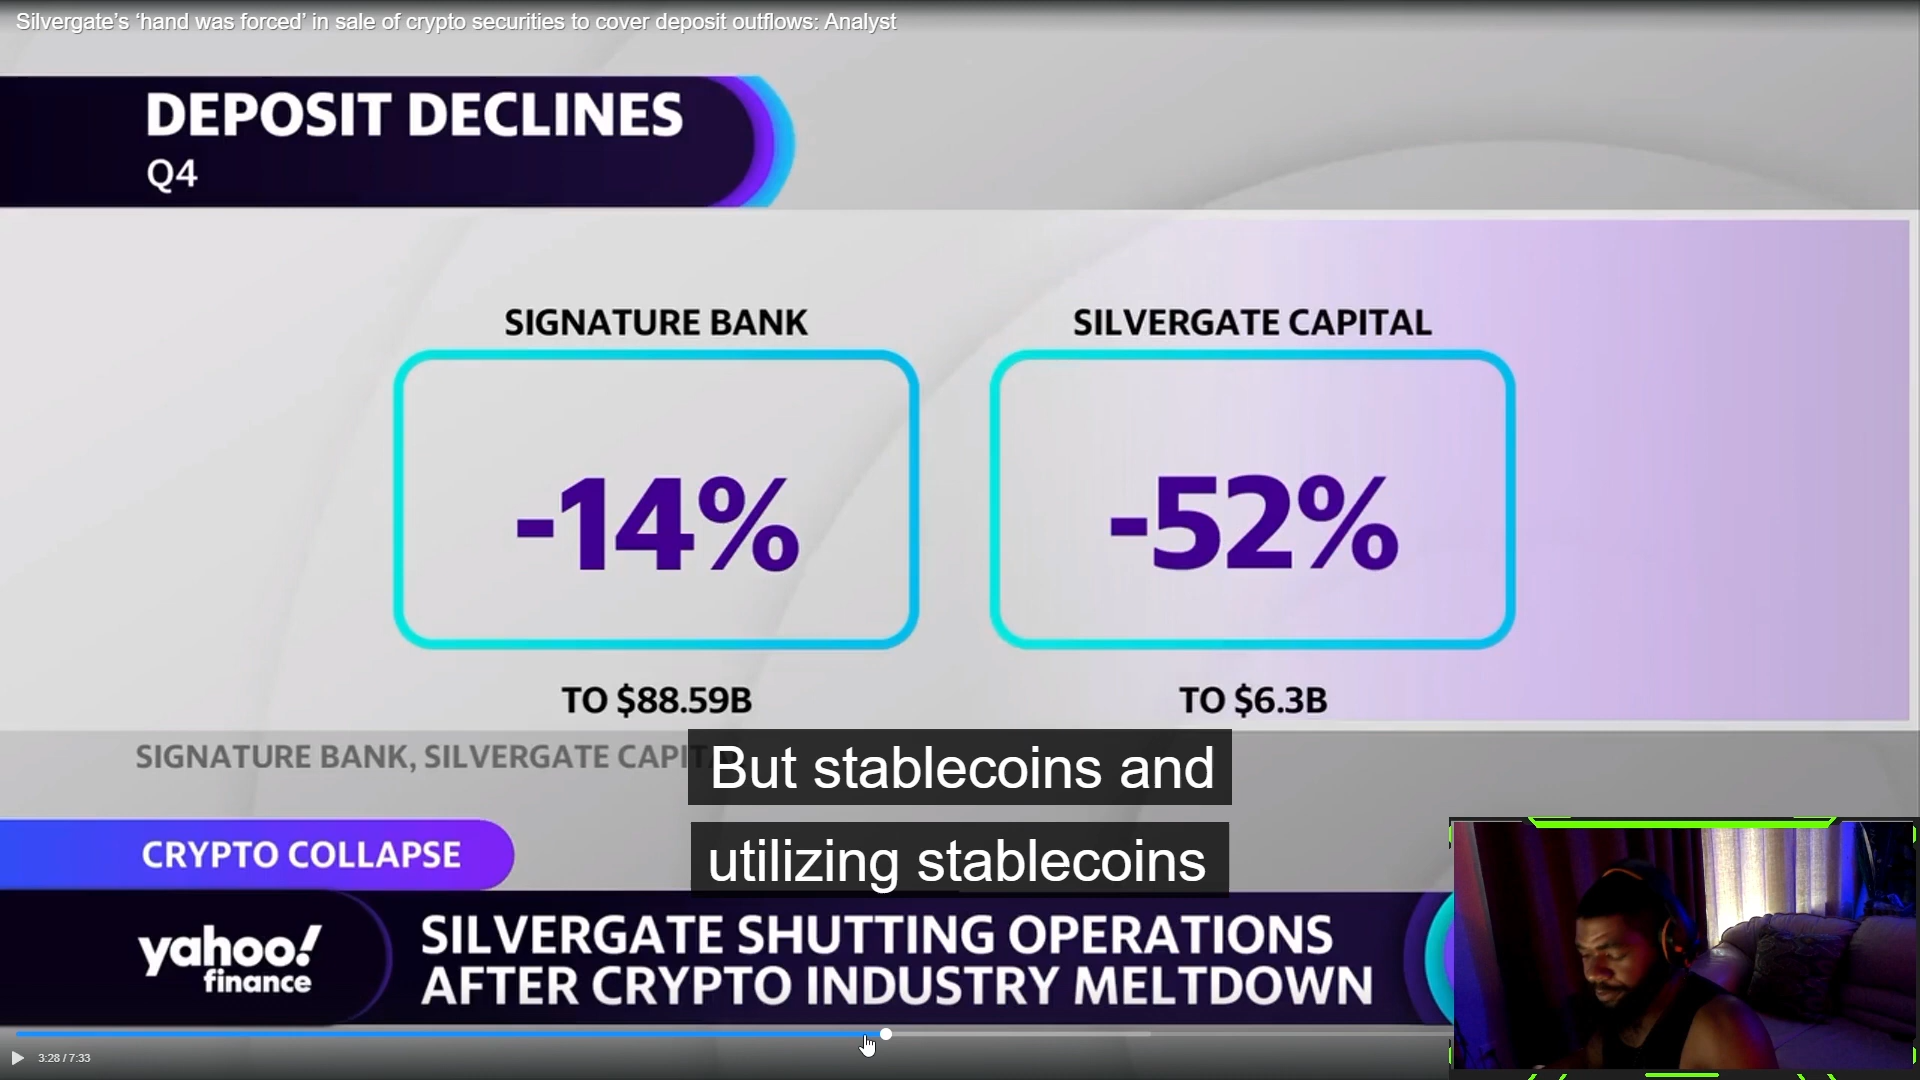 Silvergate’s ‘hand was forced’ in sale of crypto securities to cover deposit outflows: Analyst
DEPOSIT DECLINES
Q4
SIGNATURE BANK
SILVERGATE CAPITAL
-14%
-52%
TO $88.59B
TO $6.3B
SIGNATURE BANK, SILVERGATE CAPIT
But stablecoins and
utilizing stablecoins
CRYPTO COLLAPSE
yahoo!
finance
SILVERGATE SHUTTING OPERATIONS
AFTER CRYPTO INDUSTRY MELTDOWN
3:28 / 7:33